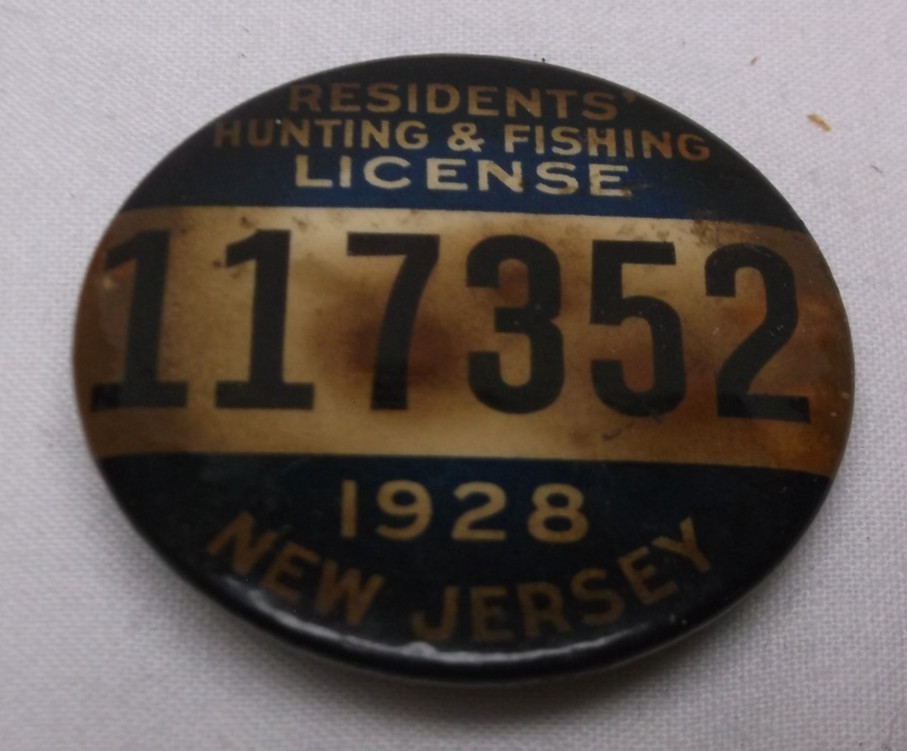 RESIDENTS'
HUNTING & FISHING
LICENSE
117352
1928
NEW JERSEY